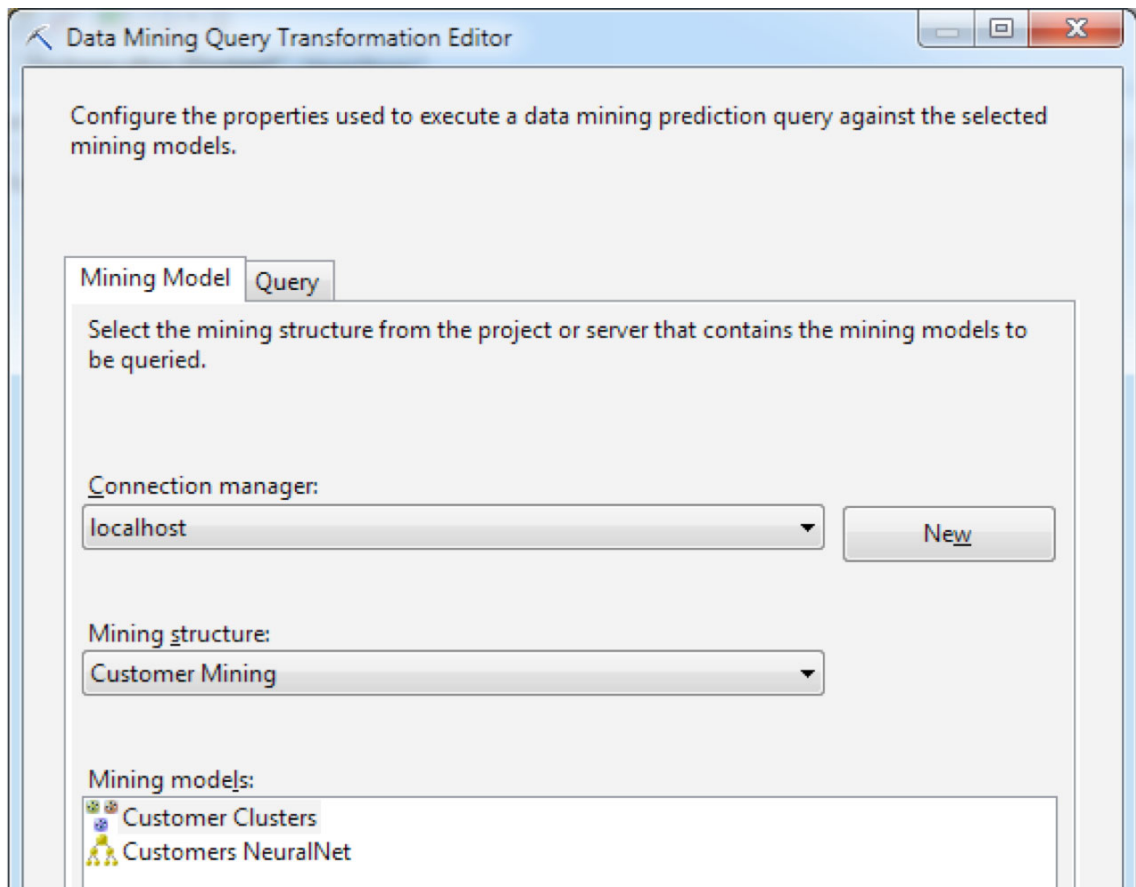 Data Mining Query Transformation Editor
Configure the properties used to execute a data mining prediction query against the selected
mining models.
Mining Model
Query
Select the mining structure from the project or server that contains the mining models to
be queried.
Connection manager:
localhost
New
Mining structure:
Customer Mining
Mining models:
Customer Clusters
Customers NeuralNet